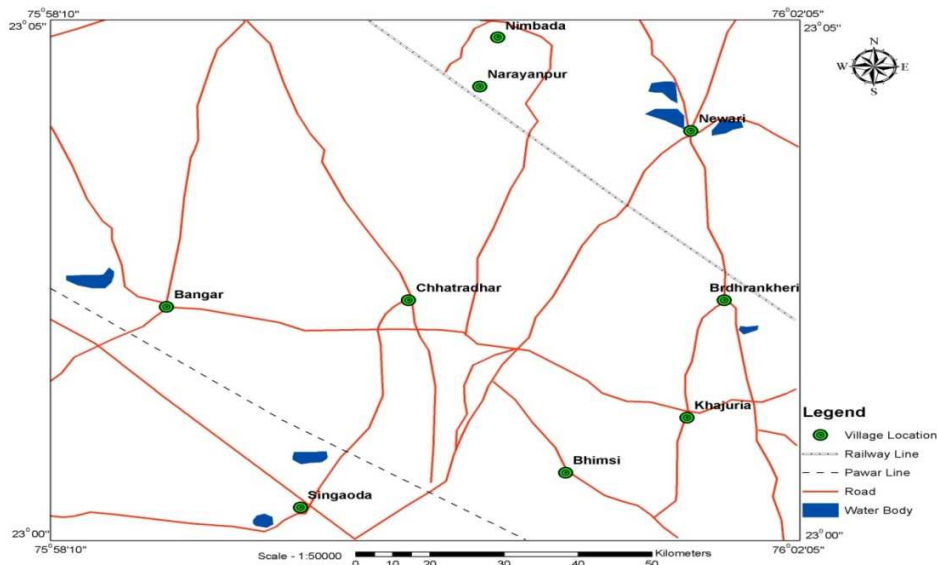 75°58'10"
76°02'05"
23°05'
23°05'
Nimbada
Narayanpur
N
W
E
S
Newari
Bangar
Chhatradhar
Brdhrankheri
Khajuria
Bhimsi
Singaoda
Legend
Village Location
Railway Line
Pawar Line
Road
Water Body
23°00'
23°00'
75°58'10"
76°02'05"
Scale - 1:50000
Kilometers
0 10 20 30 40 50